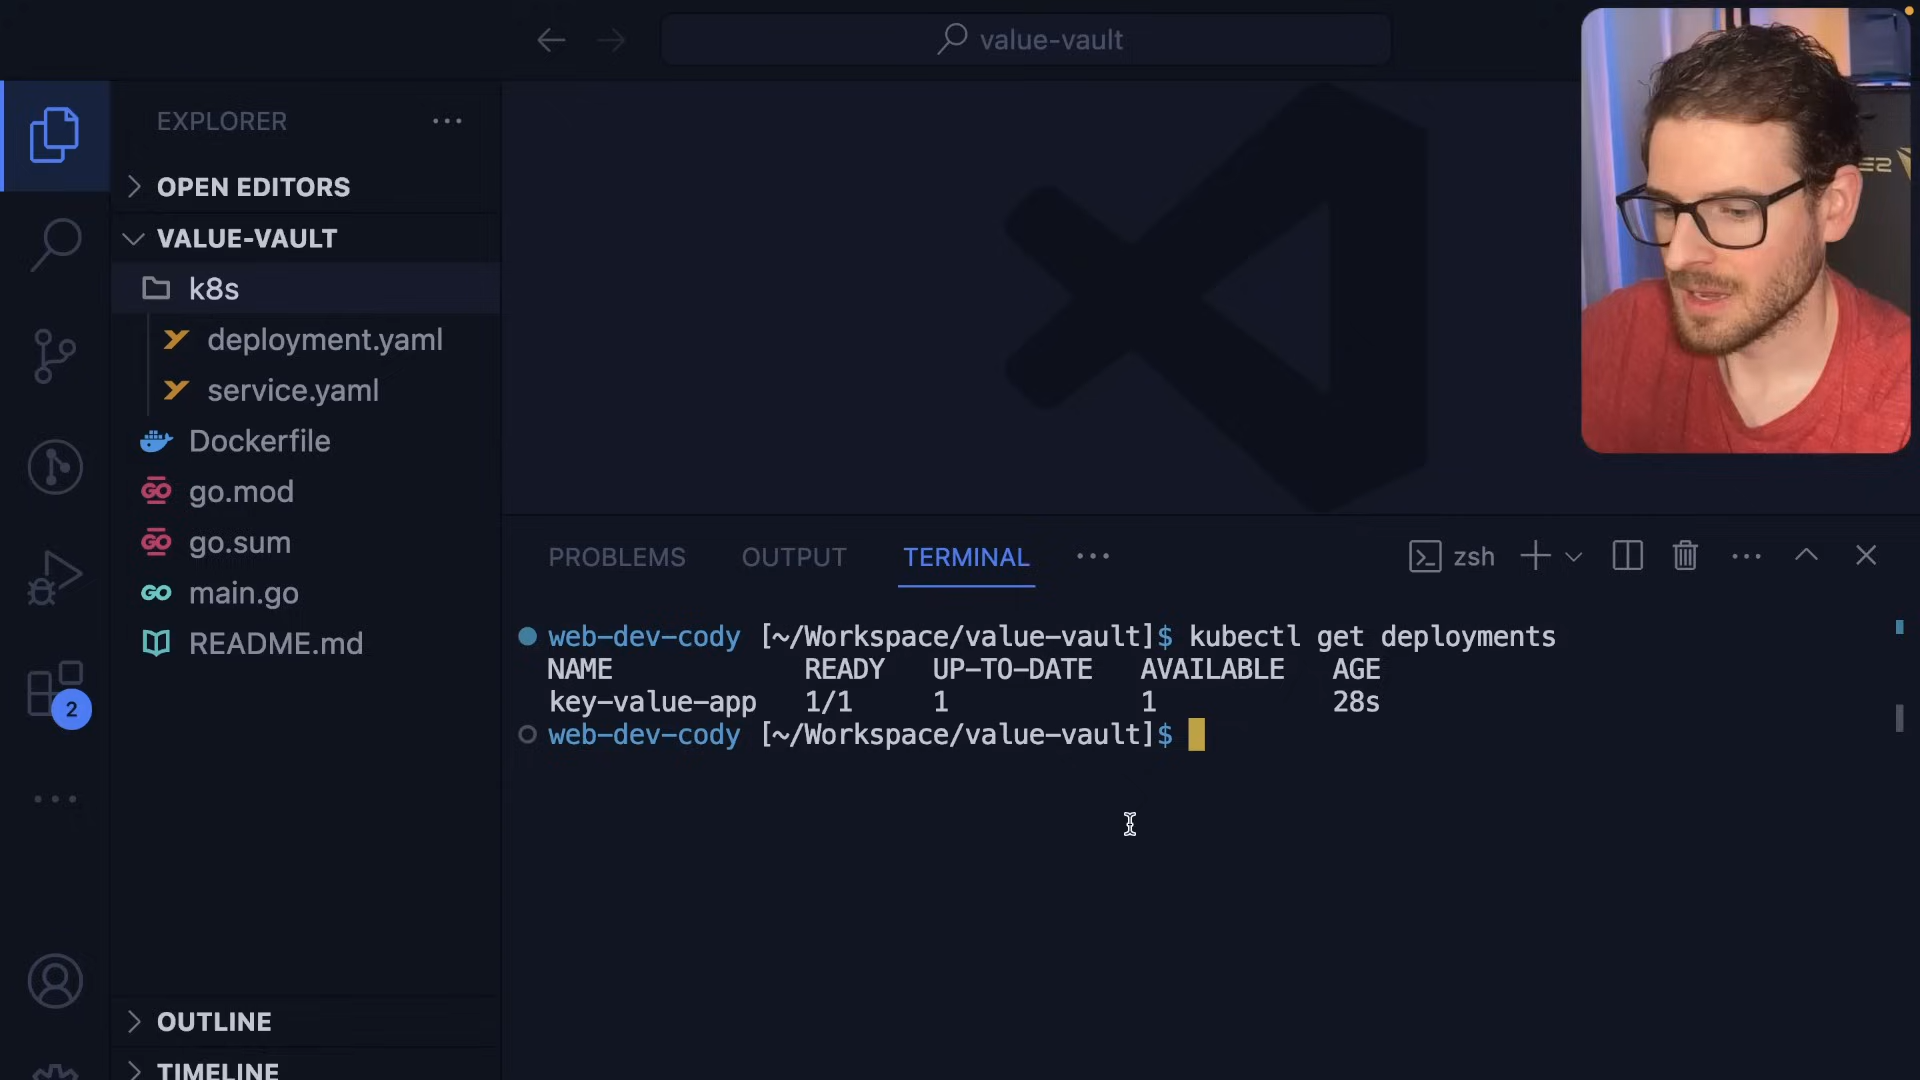 value-vault
EXPLORER
OPEN EDITORS
VALUE-VAULT
k8s
deployment.yaml
service.yaml
Dockerfile
GO go.mod
GO go.sum
GO main.go
README.md
2
OUTLINE
TIMELINE
PROBLEMS OUTPUT TERMINAL
zsh
web-dev-cody [~/Workspace/value-vault]$ kubectl get deployments
NAME READY UP-TO-DATE AVAILABLE AGE
key-value-app 1/1 1 1 28s
web-dev-cody [~/Workspace/value-vault]$